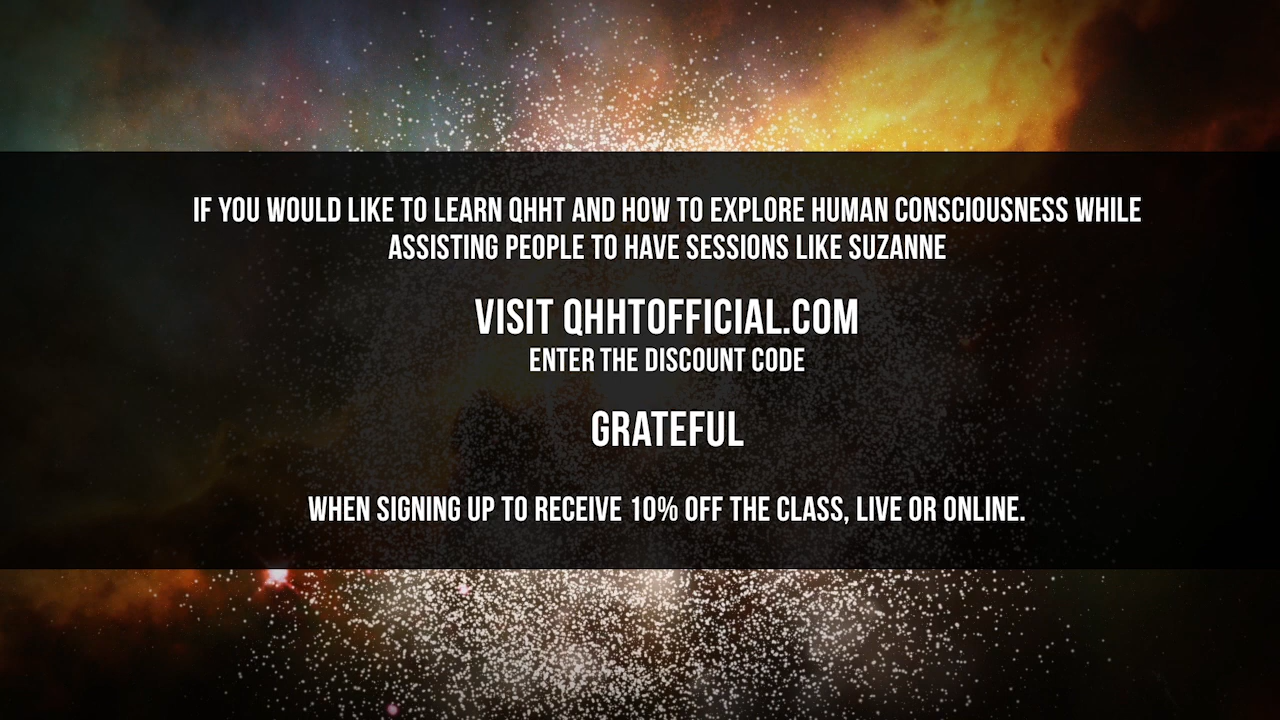 IF YOU WOULD LIKE TO LEARN QHHT AND HOW TO EXPLORE HUMAN CONSCIOUSNESS WHILE
ASSISTING PEOPLE TO HAVE SESSIONS LIKE SUZANNE
VISIT QHHTOFFICIAL.COM
ENTER THE DISCOUNT CODE
GRATEFUL
WHEN SIGNING UP TO RECEIVE 10% OFF THE CLASS, LIVE OR ONLINE.